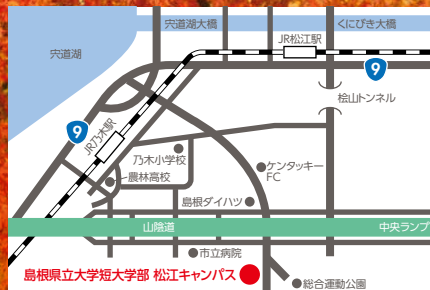 宍道湖大橋
くにびき大橋
宍道湖
JR松江駅
9
桧山トンネル
9
JR乃木駅
乃木小学校
農林高校
ケンタッキー
FC
島根ダイハツ
山陰道
中央ランプ
市立病院
島根県立大学短大学部 松江キャンパス
総合運動公園